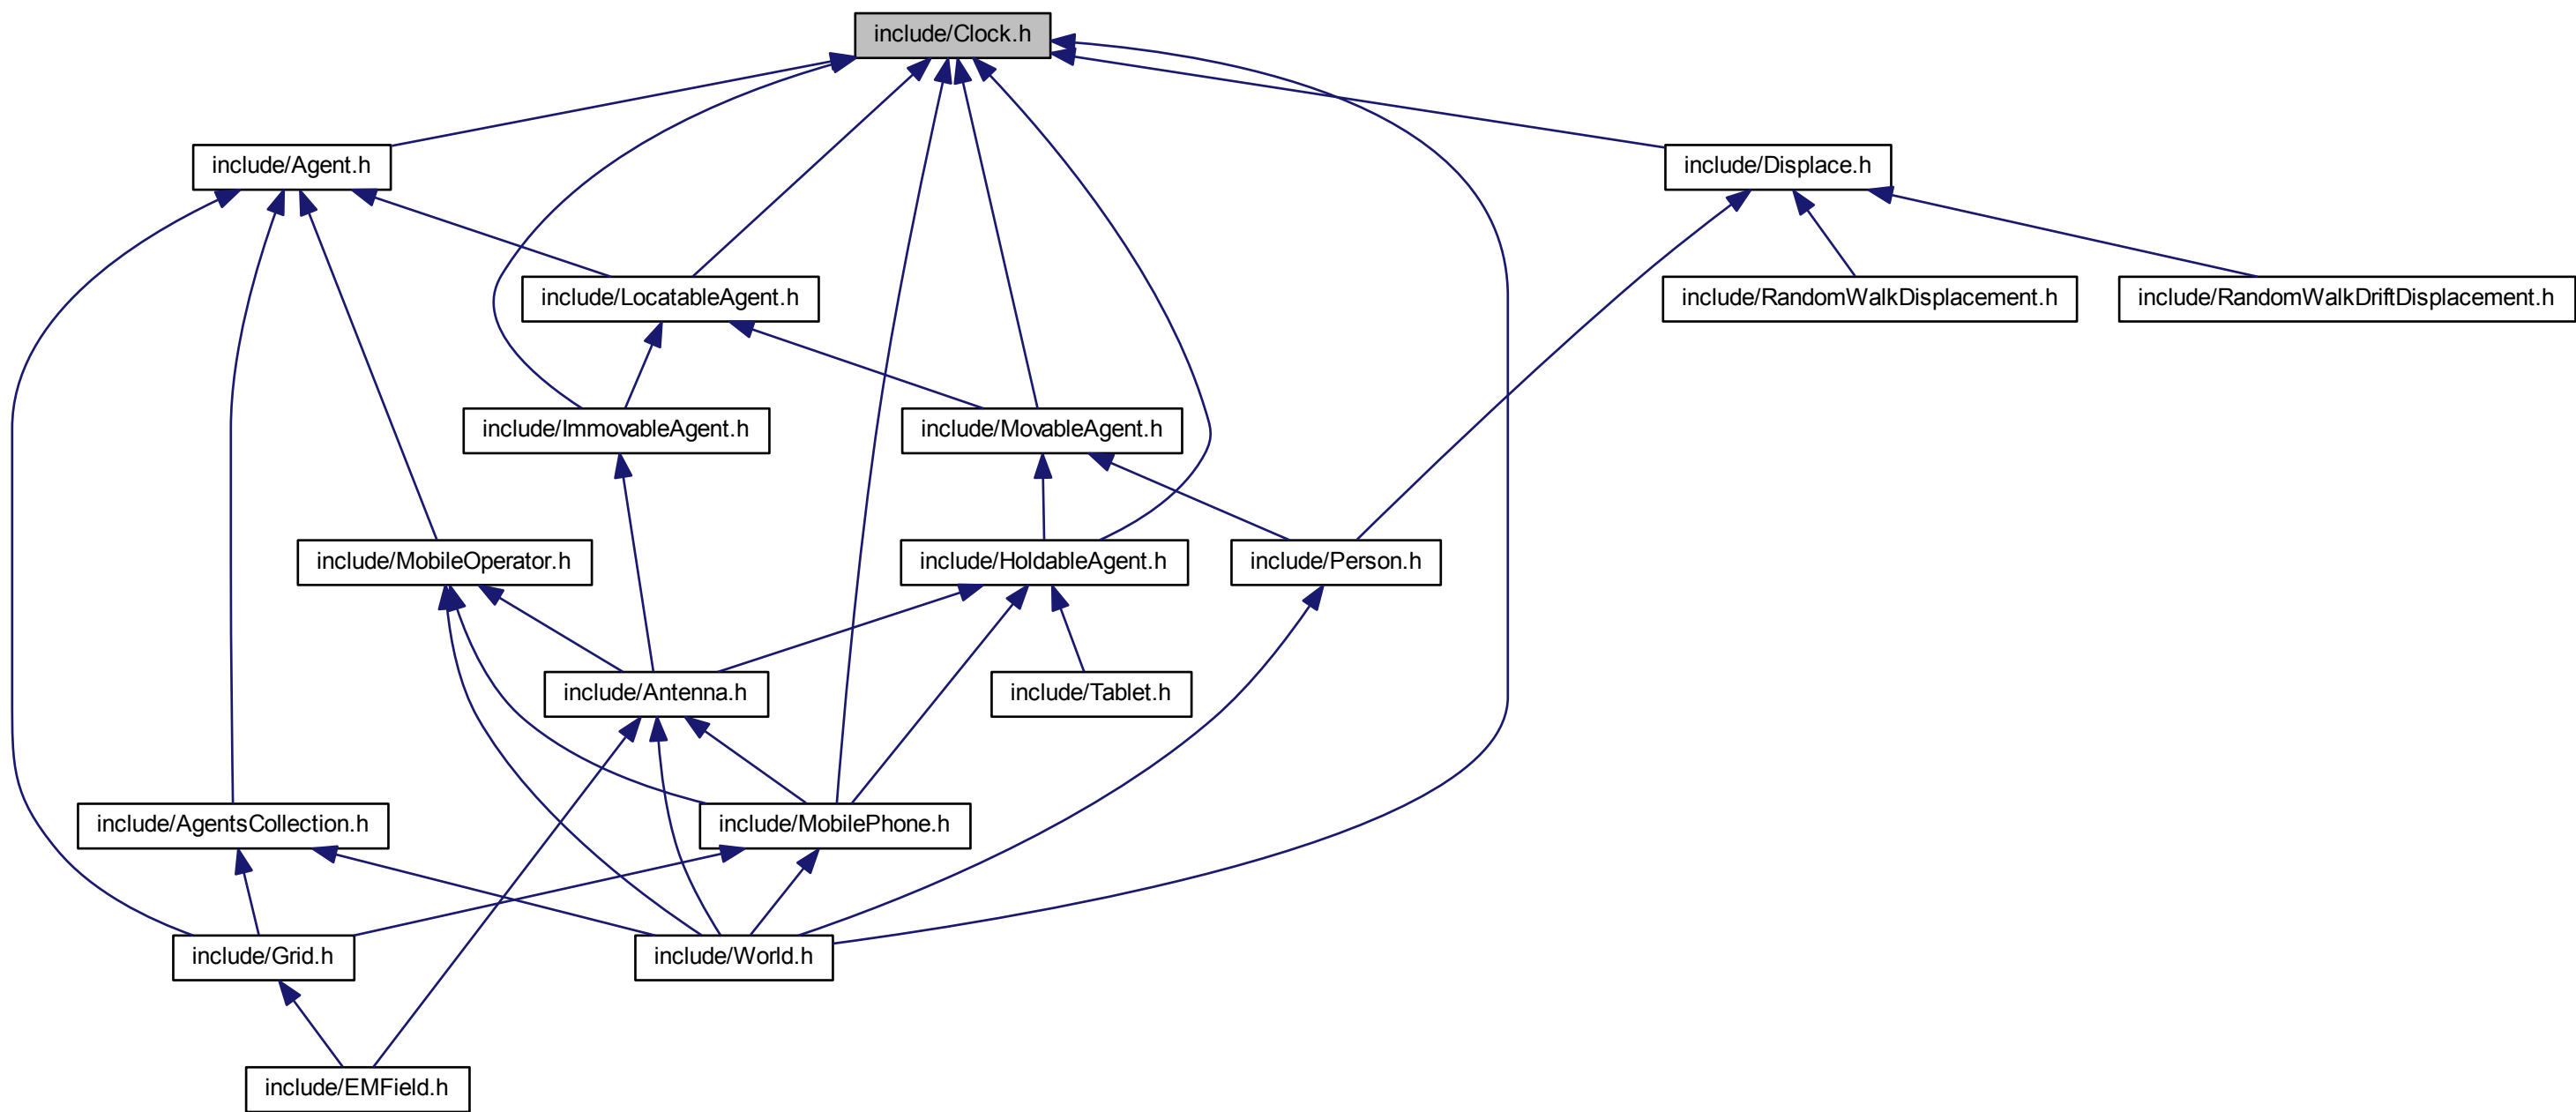 include/Clock.h
include/Agent.h
include/Displace.h
include/LocatableAgent.h
include/RandomWalkDisplacement.h
include/RandomWalkDriftDisplacement.h
include/ImmovableAgent.h
include/MovableAgent.h
include/MobileOperator.h
include/HoldableAgent.h
include/Person.h
include/Antenna.h
include/Tablet.h
include/AgentsCollection.h
include/MobilePhone.h
include/Grid.h
include/World.h
include/EMField.h